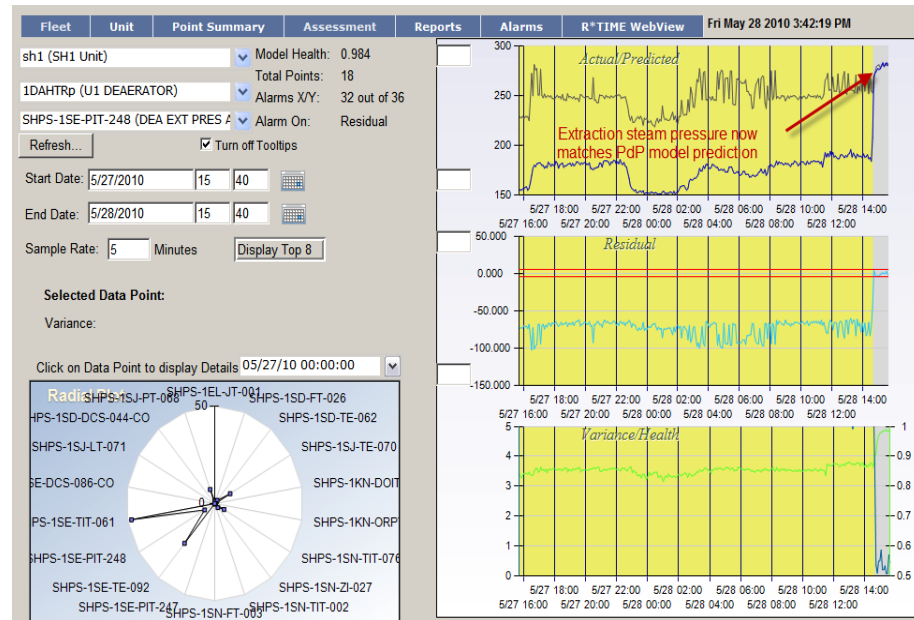 Fleet Unit Point Summary Assessment Reports Alarms R*TIME WebView Fri May 28 2010 3:42:19 PM
sh1 (SH1 Unit)
Model Health: 0.984
Total Points: 18
1DAHTRp (U1 DEAERATOR)
Alarms X/Y: 32 out of 36
SHPS-1SE-PIT-248 (DEA EXT PRES A
Alarm On: Residual
Refresh...
Turn off Tooltips
Start Date: 5/27/2010 15 40
End Date: 5/28/2010 15 40
Sample Rate: 5 Minutes Display Top 8
Selected Data Point:
Variance:
Click on Data Point to display Details 05/27/10 00:00:00
Radial Plot
SHPS-1EL-JT-001
SHPS-1SJ-PT-068
SHPS-1SD-FT-026
HPS-1SD-DCS-044-CO
SHPS-1SD-TE-062
SHPS-1SJ-LT-071
SHPS-1SJ-TE-070
SE-DCS-086-CO
SHPS-1KN-DOIT
PS-1SE-TIT-061
SHPS-1KN-ORP
SHPS-1SE-PIT-248
SHPS-1SN-TIT-076
SHPS-1SE-TE-092
SHPS-1SN-ZI-027
SHPS-1SE-PIT-247
SHPS-1SN-TIT-002
SHPS-1SN-FT-003
50
0
Actual/Predicted
300
250
200
150
Extraction steam pressure now
matches PdP model prediction
5/27 18:00 5/27 22:00 5/28 02:00 5/28 06:00 5/28 10:00 5/28 14:00
5/27 16:00 5/27 20:00 5/28 00:00 5/28 04:00 5/28 08:00 5/28 12:00
Residual
50.000
0.000
-50.000
-100.000
-150.000
5/27 18:00 5/27 22:00 5/28 02:00 5/28 06:00 5/28 10:00 5/28 14:00
5/27 16:00 5/27 20:00 5/28 00:00 5/28 04:00 5/28 08:00 5/28 12:00
Variance/Health
5
4
3
2
1
0
1
0.9
0.8
0.7
0.6
0.5
5/27 18:00 5/27 22:00 5/28 02:00 5/28 06:00 5/28 10:00 5/28 14:00
5/27 16:00 5/27 20:00 5/28 00:00 5/28 04:00 5/28 08:00 5/28 12:00